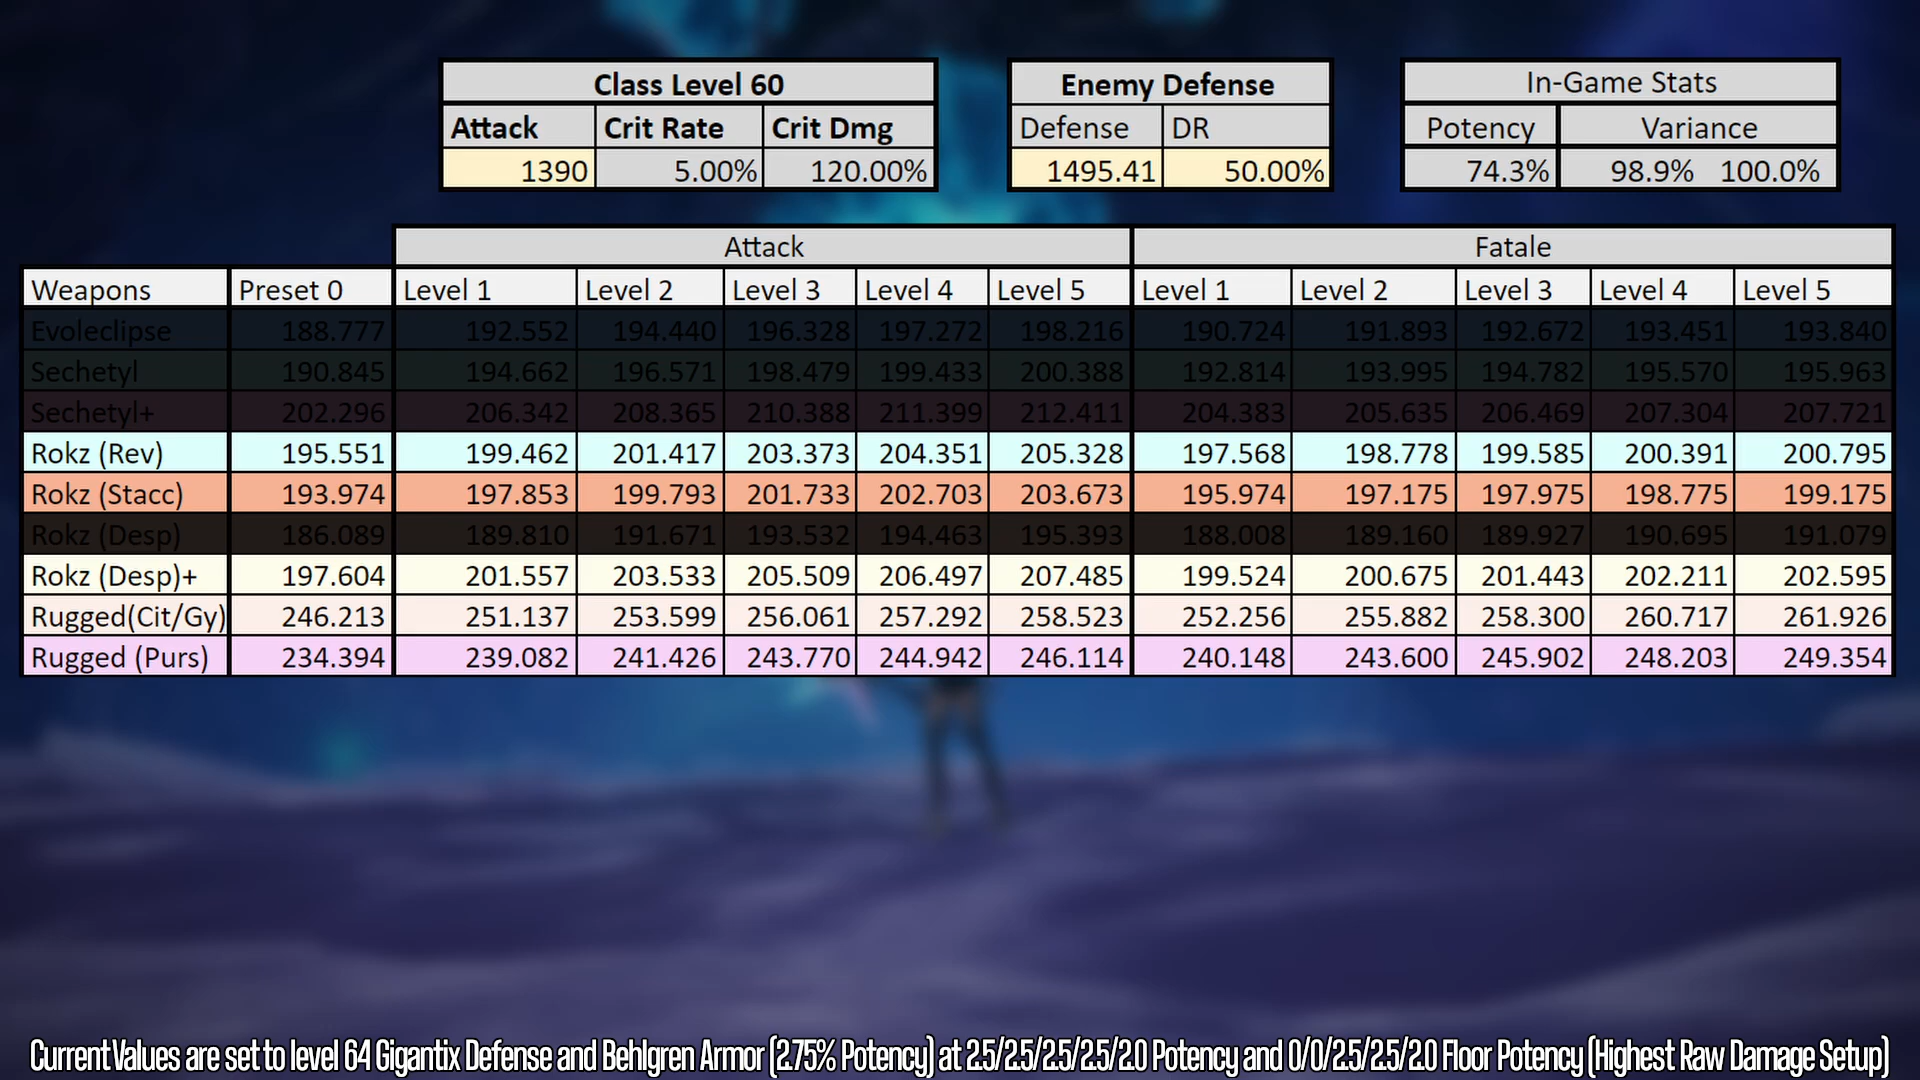 Class Level 60
Attack Crit Rate Crit Dmg
1390 5.00% 120.00%
Enemy Defense
Defense DR
1495.41 50.00%
In-Game Stats
Potency Variance
74.3% 98.9% 100.0%
Attack Fatale
Weapons Preset 0 Level 1 Level 2 Level 3 Level 4 Level 5 Level 1 Level 2 Level 3 Level 4 Level 5
Evoleclipse 188.777 192.552 194.440 196.328 197.272 198.216 190.724 191.893 192.672 193.451 193.840
Sechetyl 190.845 194.662 196.571 198.479 199.433 200.388 192.814 193.995 194.782 195.570 195.963
Sechetyl+ 202.296 206.342 208.365 210.388 211.399 212.411 204.383 205.635 206.469 207.304 207.721
Rokz (Rev) 195.551 199.462 201.417 203.373 204.351 205.328 197.568 198.778 199.585 200.391 200.795
Rokz (Stacc) 193.974 197.853 199.793 201.733 202.703 203.673 195.974 197.175 197.975 198.775 199.175
Rokz (Desp) 186.089 189.810 191.671 193.532 194.463 195.393 188.008 189.160 189.927 190.695 191.079
Rokz (Desp)+ 197.604 201.557 203.533 205.509 206.497 207.485 199.524 200.675 201.443 202.211 202.595
Rugged(Cit/Gy) 246.213 251.137 253.599 256.061 257.292 258.523 252.256 255.882 258.300 260.717 261.926
Rugged (Purs) 234.394 239.082 241.426 243.770 244.942 246.114 240.148 243.600 245.902 248.203 249.354
Current Values are set to level 64 Gigantix Defense and Behlgren Armor (2.75% Potency) at 2.5/2.5/2.5/2.5/2.0 Potency and 0/0/2.5/2.5/2.0 Floor Potency (Highest Raw Damage Setup)